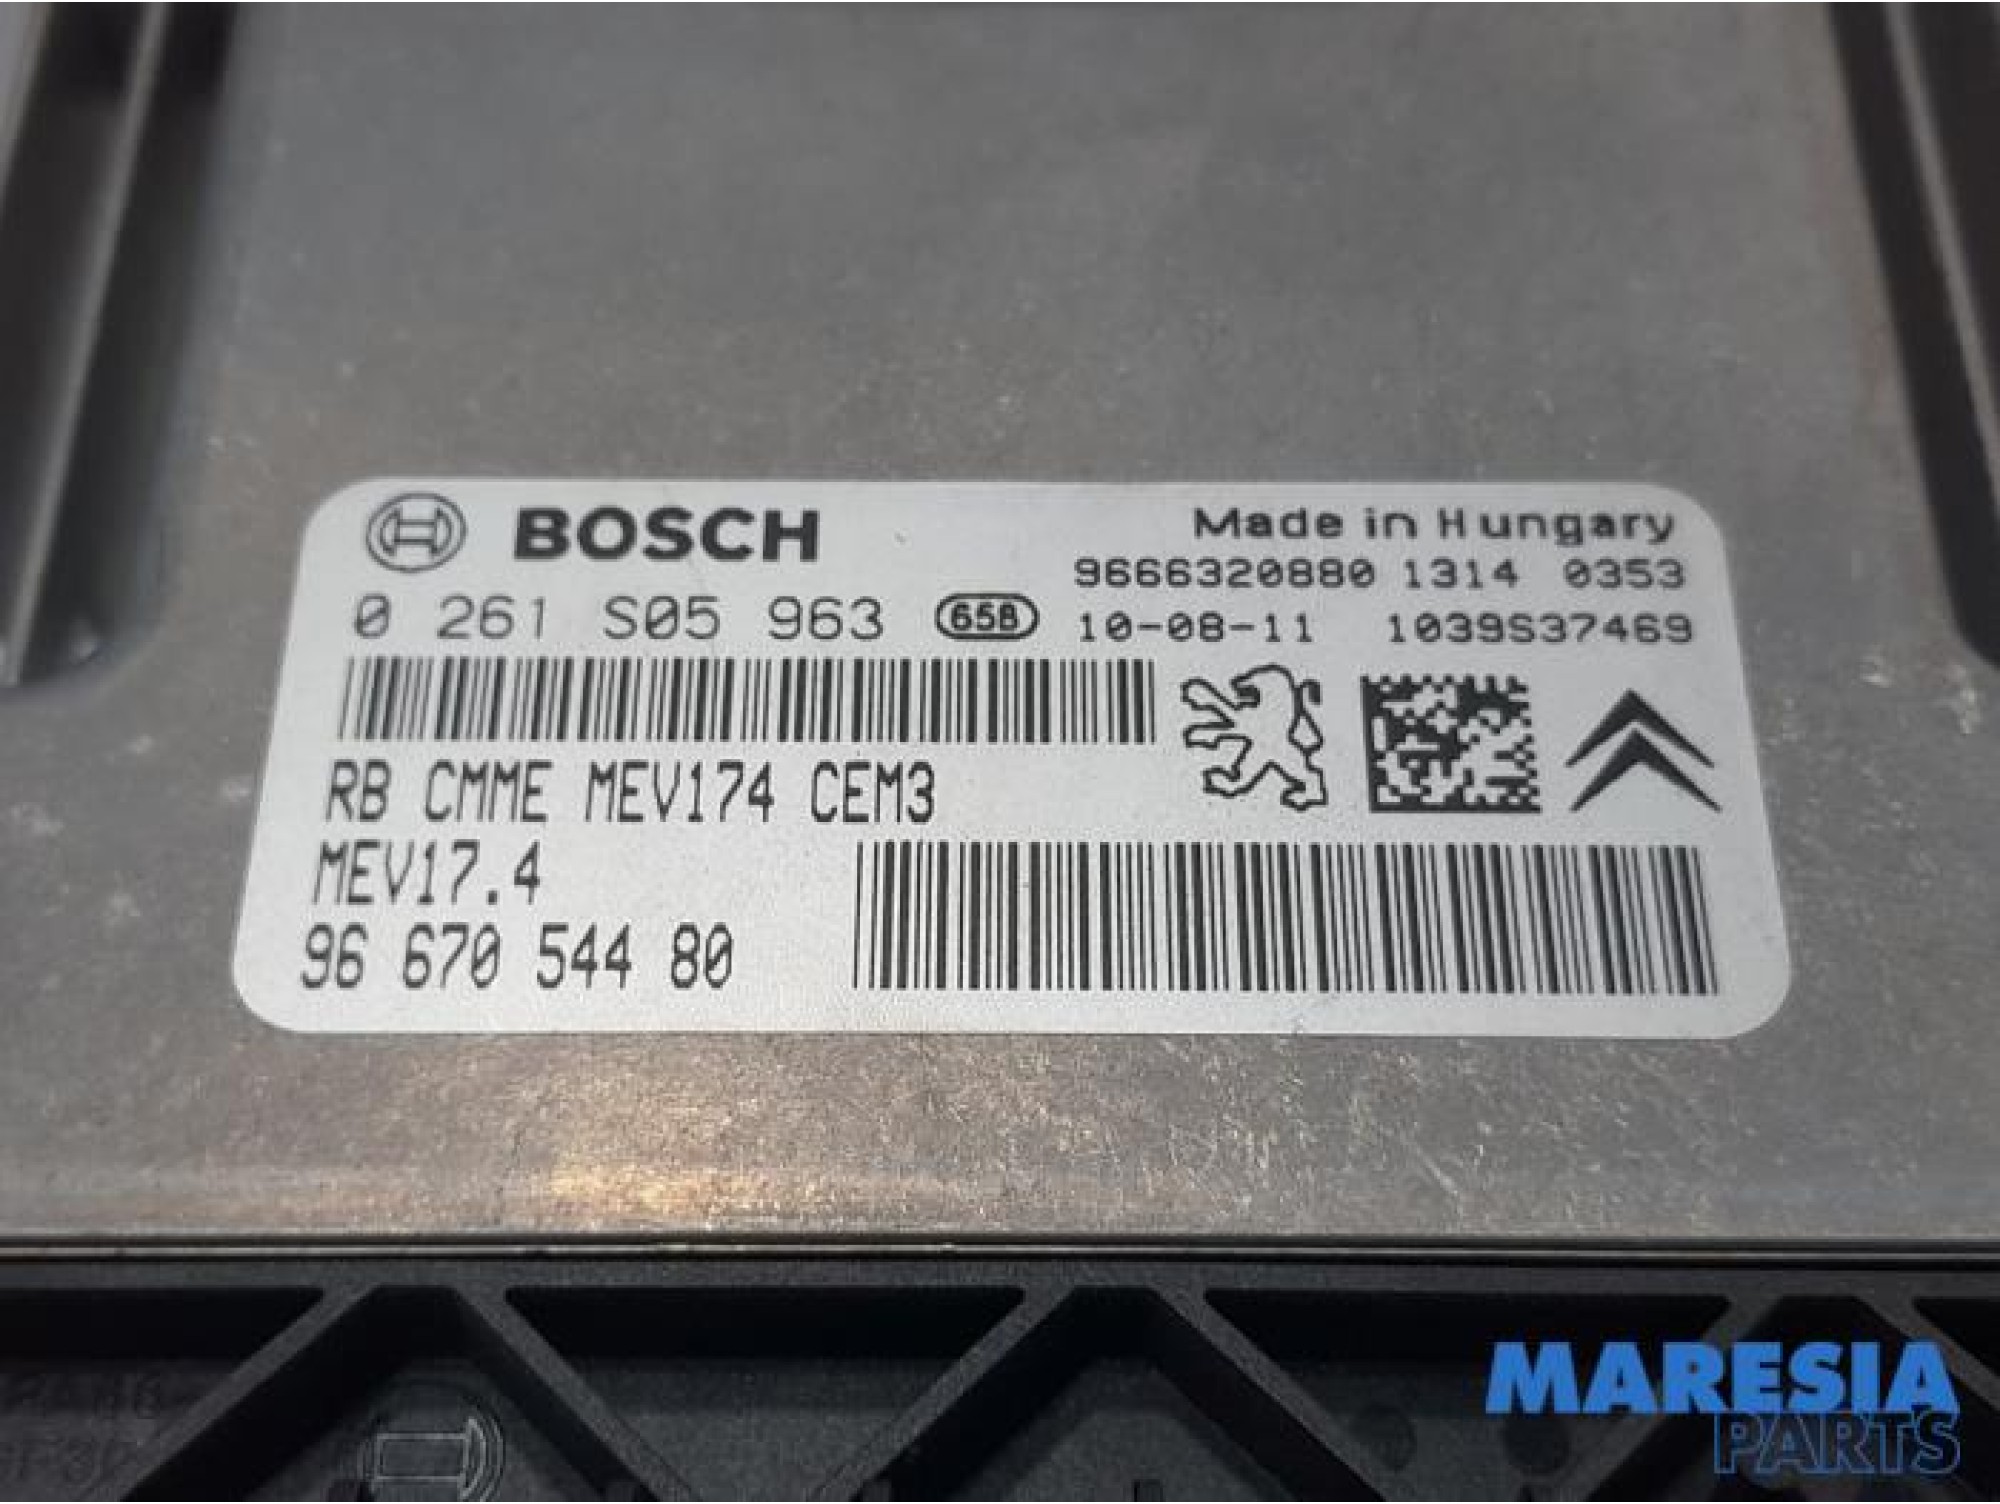 BOSCH
Made in Hungary
9666320880 1314 0353
0 261 S05 963 65B
10-08-11 1039S37469
RB CMME MEV174 CEM3
MEV17.4
96 670 544 80
MARESIA
PARTS